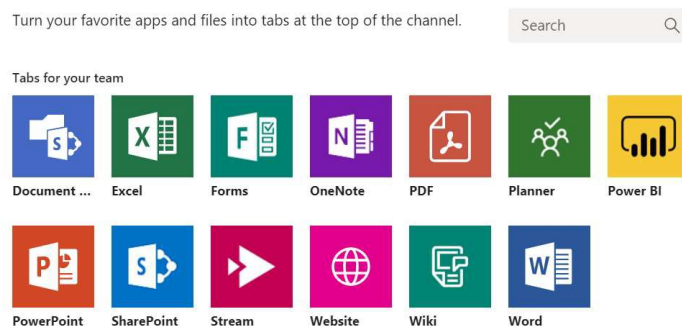 Turn your favorite apps and files into tabs at the top of the channel.
Search
Tabs for your team
S
X
F
N
Document ...
Excel
Forms
OneNote
PDF
Planner
Power BI
P
S
W
PowerPoint
SharePoint
Stream
Website
Wiki
Word